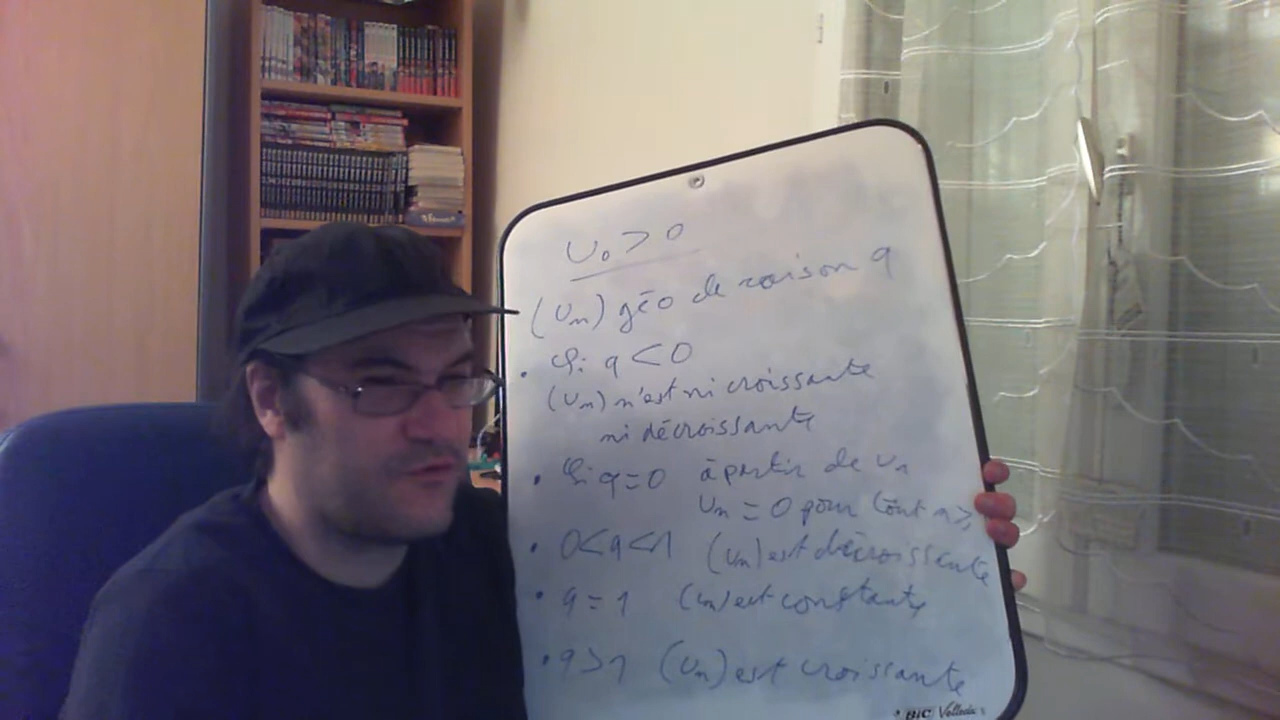 U₀ > 0
(Uₙ) géo de raison q
• Si q < 0
(Uₙ) n'est ni croissante
ni décroissante
• Si q = 0 à partir de U₁
Uₙ = 0 pour tout n ≥
• 0 < q < 1 (Uₙ) est décroissante
• q = 1 (Uₙ) est constante
• q > 1 (Uₙ) est croissante
BIC Velleda